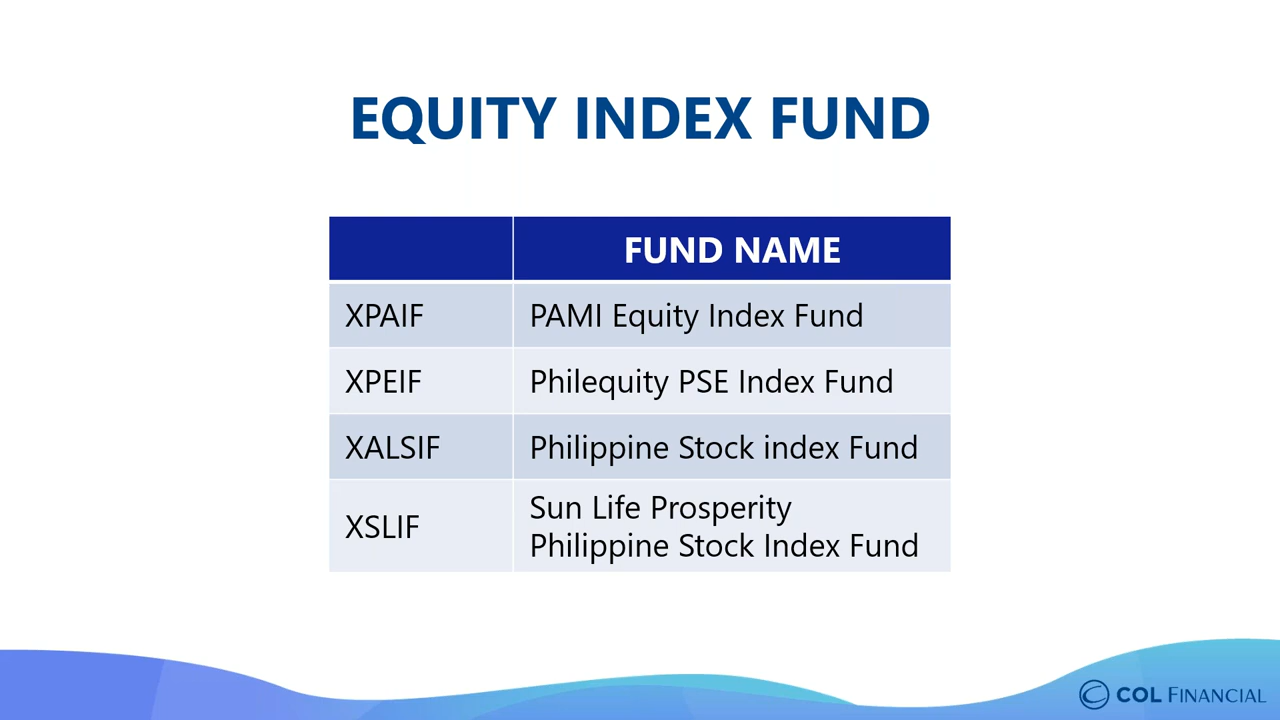 EQUITY INDEX FUND
FUND NAME
XPAIF PAMI Equity Index Fund
XPEIF Philequity PSE Index Fund
XALSIF Philippine Stock index Fund
XSLIF Sun Life Prosperity
Philippine Stock Index Fund
COL FINANCIAL